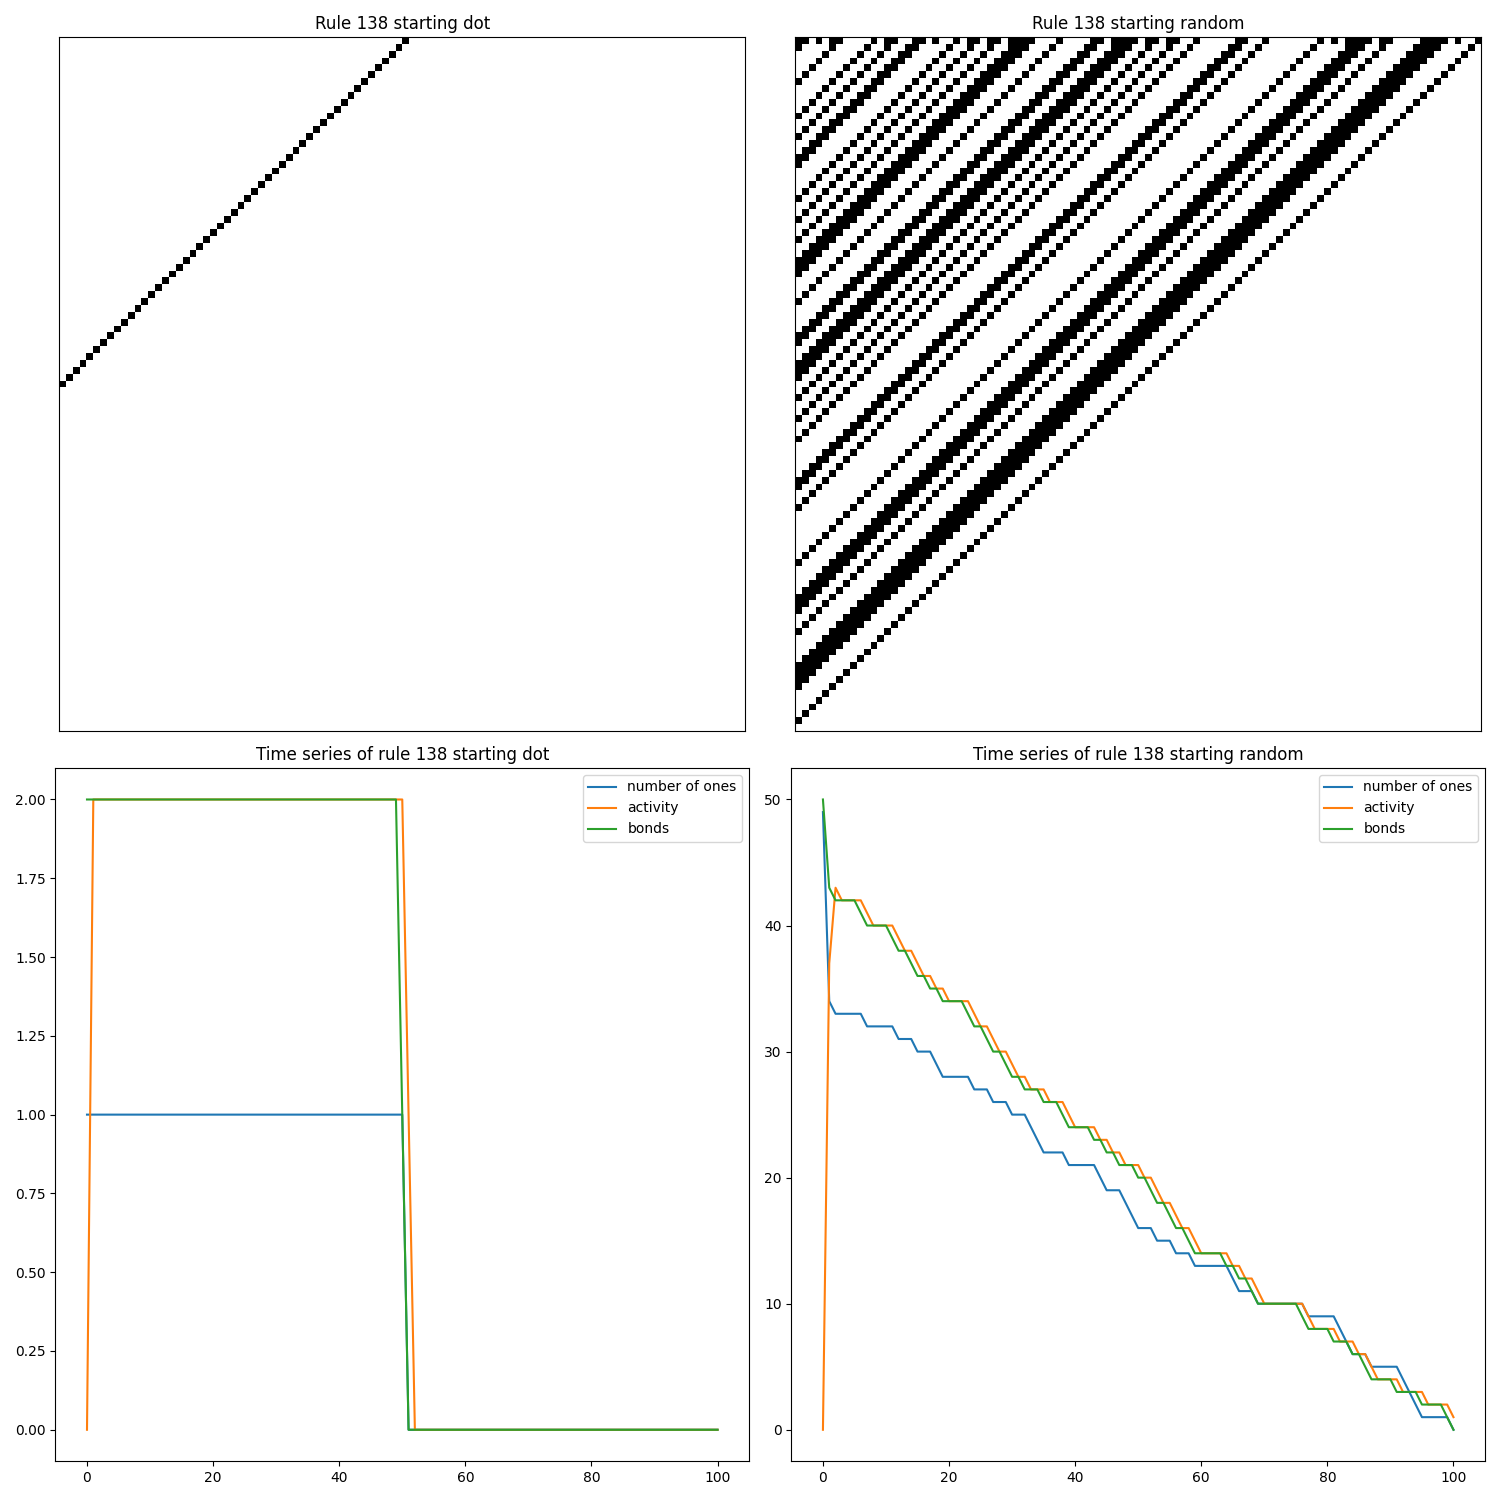 Rule 138 starting dot
Rule 138 starting random
Time series of rule 138 starting dot
number of ones
activity
bonds
2.00
1.75
1.50
1.25
1.00
0.75
0.50
0.25
0.00
0 20 40 60 80 100
Time series of rule 138 starting random
number of ones
activity
bonds
50
40
30
20
10
0
0 20 40 60 80 100